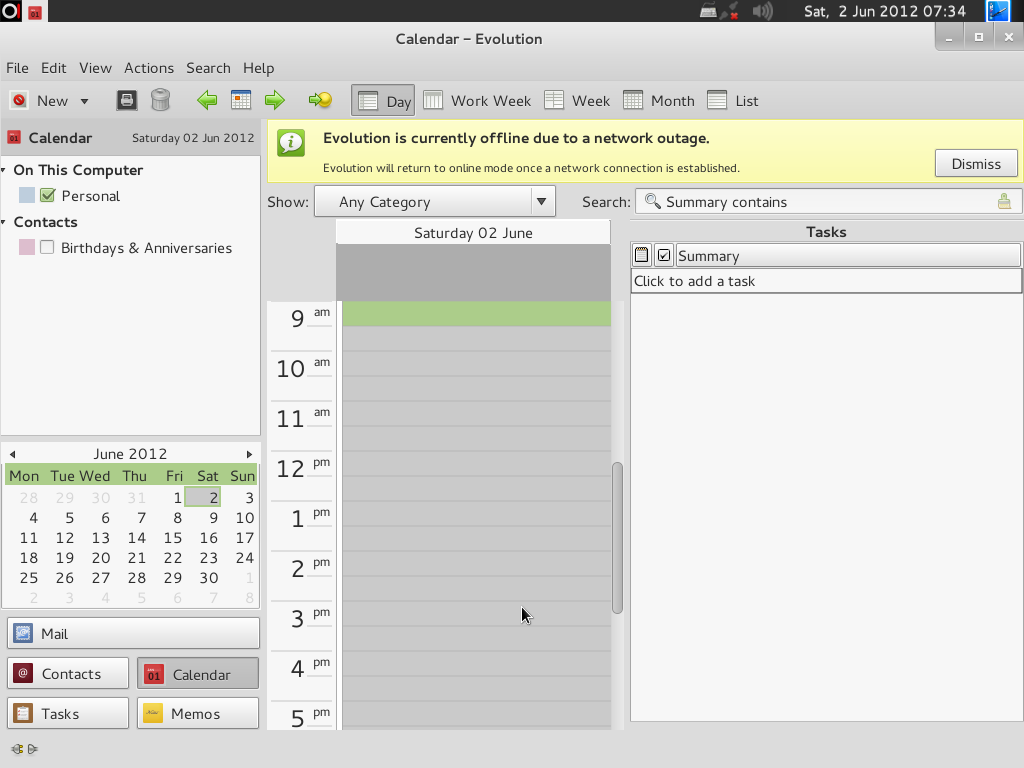 Sat, 2 Jun 2012 07:34
Calendar – Evolution
File Edit View Actions Search Help
New Day Work Week Week Month List
Calendar Saturday 02 Jun 2012
On This Computer
Personal
Contacts
Birthdays & Anniversaries
Evolution is currently offline due to a network outage.
Evolution will return to online mode once a network connection is established.
Dismiss
Show: Any Category Search: Summary contains
Saturday 02 June
9 am
10 am
11 am
12 pm
1 pm
2 pm
3 pm
4 pm
5 pm
Tasks
Summary
Click to add a task
June 2012
Mon Tue Wed Thu Fri Sat Sun
28 29 30 31 1 2 3
4 5 6 7 8 9 10
11 12 13 14 15 16 17
18 19 20 21 22 23 24
25 26 27 28 29 30 1
2 3 4 5 6 7 8
Mail
Contacts
01
Calendar
Tasks
Memos